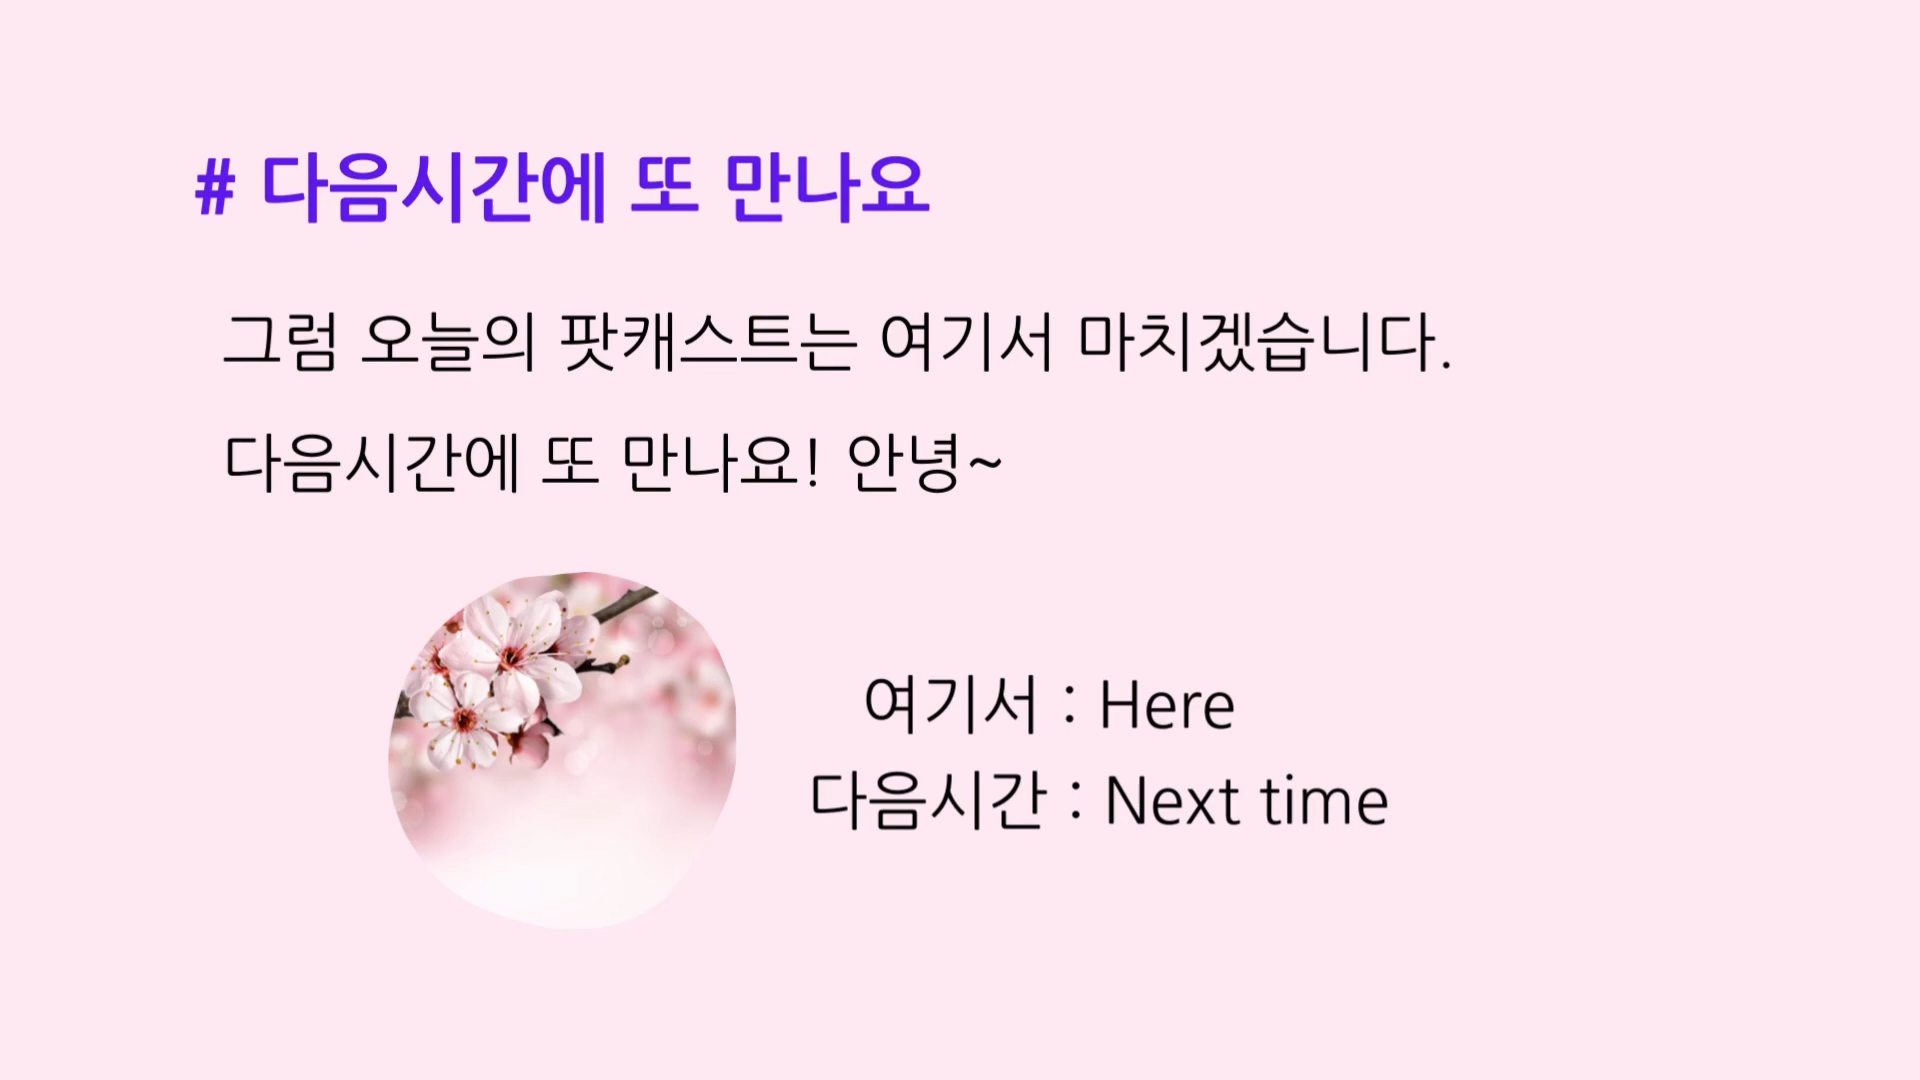 # 다음시간에 또 만나요
그럼 오늘의 팟캐스트는 여기서 마치겠습니다.
다음시간에 또 만나요! 안녕~
여기서 : Here
다음시간 : Next time